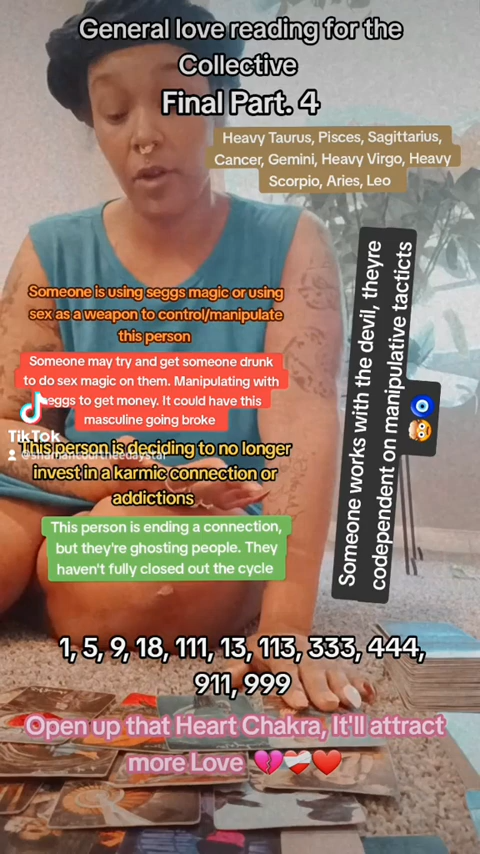 General love reading for the
Collective
Final Part. 4
Heavy Taurus, Pisces, Sagittarius,
Cancer, Gemini, Heavy Virgo, Heavy
Scorpio, Aries, Leo
Someone is using seggs magic or using
sex as a weapon to control/manipulate
this person
Someone may try and get someone drunk
to do sex magic on them. Manipulating with
eggs to get money. It could have this
masculine going broke
TikTok
This person is deciding to no longer
invest in a karmic connection or
addictions
This person is ending a connection,
but they're ghosting people. They
haven't fully closed out the cycle
Someone works with the devil, theyre
codependent on manipulative tacticts 🧿🤯
1, 5, 9, 18, 111, 13, 113, 333, 444,
911, 999
Open up that Heart Chakra, It'll attract
more Love 💔❤️‍🩹❤️